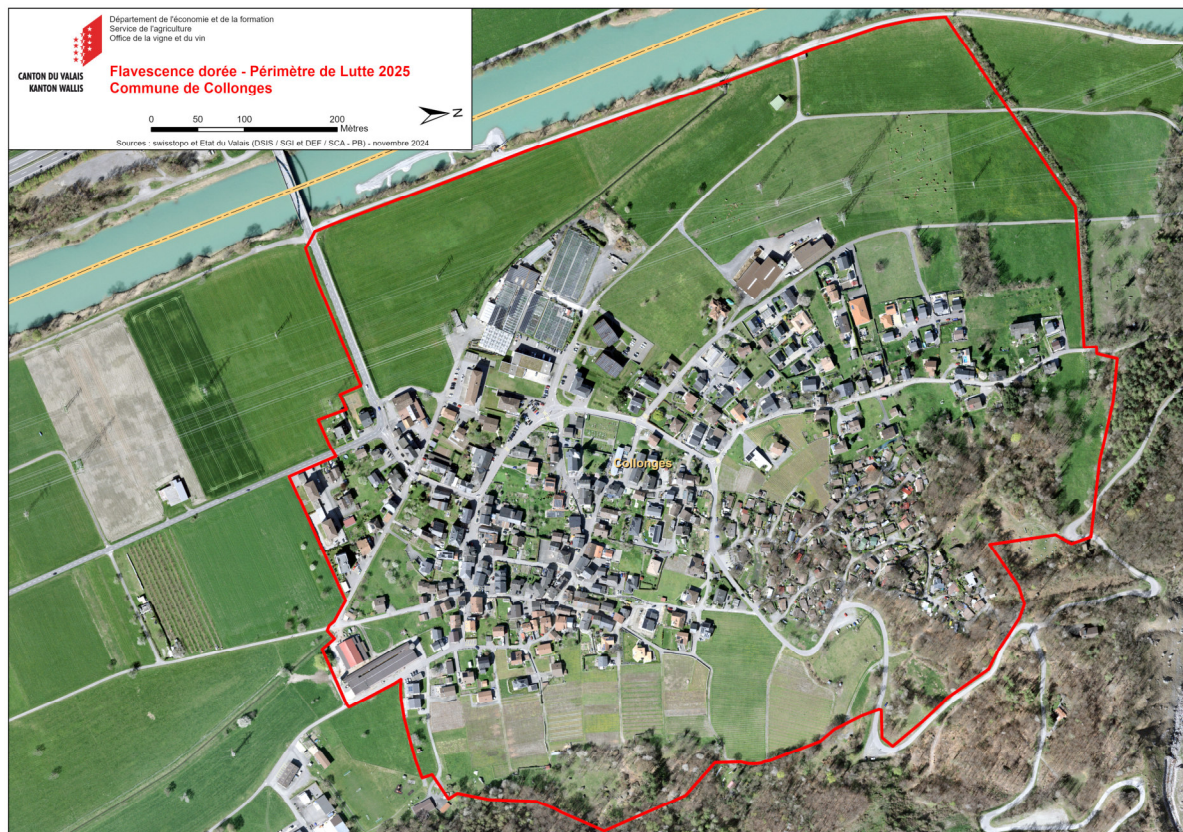 Département de l'économie et de la formation
Service de l'agriculture
Office de la vigne et du vin
CANTON DU VALAIS
KANTON WALLIS
Flavescence dorée - Périmètre de Lutte 2025
Commune de Collonges
N
0 50 100 200
Mètres
Sources : swisstopo et Etat du Valais (DSIS / SGI et DEF / SCA - PB) - novembre 2024
Collonges